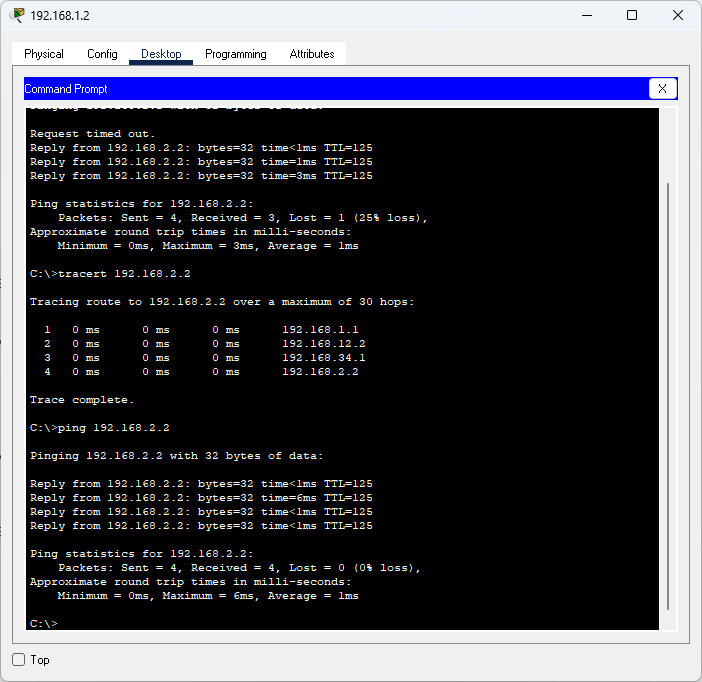 192.168.1.2
Physical Config Desktop Programming Attributes
Command Prompt
X
Request timed out.
Reply from 192.168.2.2: bytes=32 time<1ms TTL=125
Reply from 192.168.2.2: bytes=32 time=1ms TTL=125
Reply from 192.168.2.2: bytes=32 time=3ms TTL=125
Ping statistics for 192.168.2.2:
Packets: Sent = 4, Received = 3, Lost = 1 (25% loss),
Approximate round trip times in milli-seconds:
Minimum = 0ms, Maximum = 3ms, Average = 1ms
C:\>tracert 192.168.2.2
Tracing route to 192.168.2.2 over a maximum of 30 hops:
1 0 ms 0 ms 0 ms 192.168.1.1
2 0 ms 0 ms 0 ms 192.168.12.2
3 0 ms 0 ms 0 ms 192.168.34.1
4 0 ms 0 ms 0 ms 192.168.2.2
Trace complete.
C:\>ping 192.168.2.2
Pinging 192.168.2.2 with 32 bytes of data:
Reply from 192.168.2.2: bytes=32 time<1ms TTL=125
Reply from 192.168.2.2: bytes=32 time=6ms TTL=125
Reply from 192.168.2.2: bytes=32 time<1ms TTL=125
Reply from 192.168.2.2: bytes=32 time<1ms TTL=125
Ping statistics for 192.168.2.2:
Packets: Sent = 4, Received = 4, Lost = 0 (0% loss),
Approximate round trip times in milli-seconds:
Minimum = 0ms, Maximum = 6ms, Average = 1ms
C:\>
Top